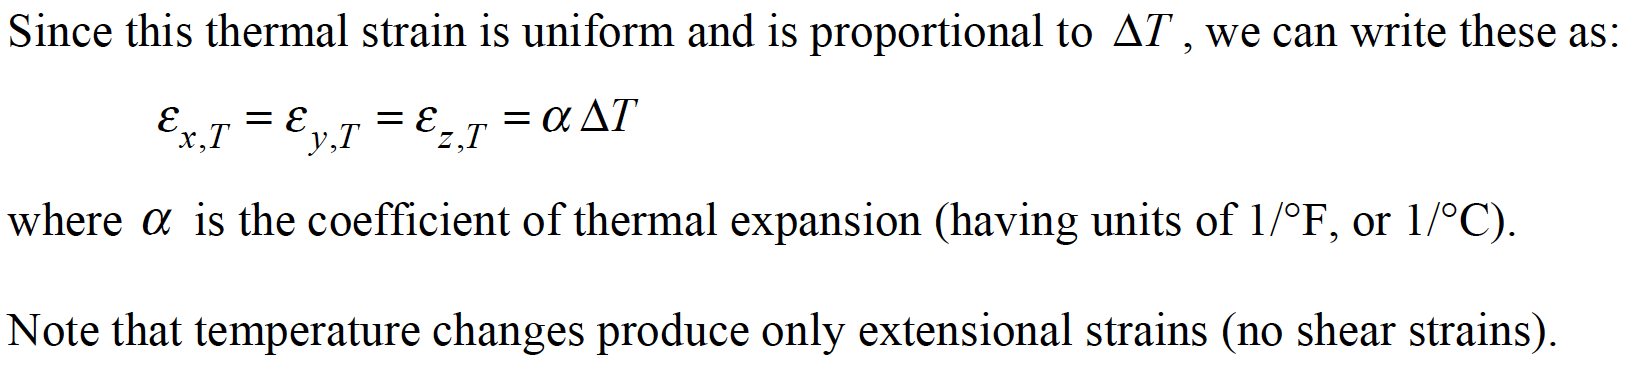 Since this thermal strain is uniform and is proportional to ΔT , we can write these as:
ε_{x,T} = ε_{y,T} = ε_{z,T} = α ΔT
where α is the coefficient of thermal expansion (having units of 1/°F, or 1/°C).
Note that temperature changes produce only extensional strains (no shear strains).